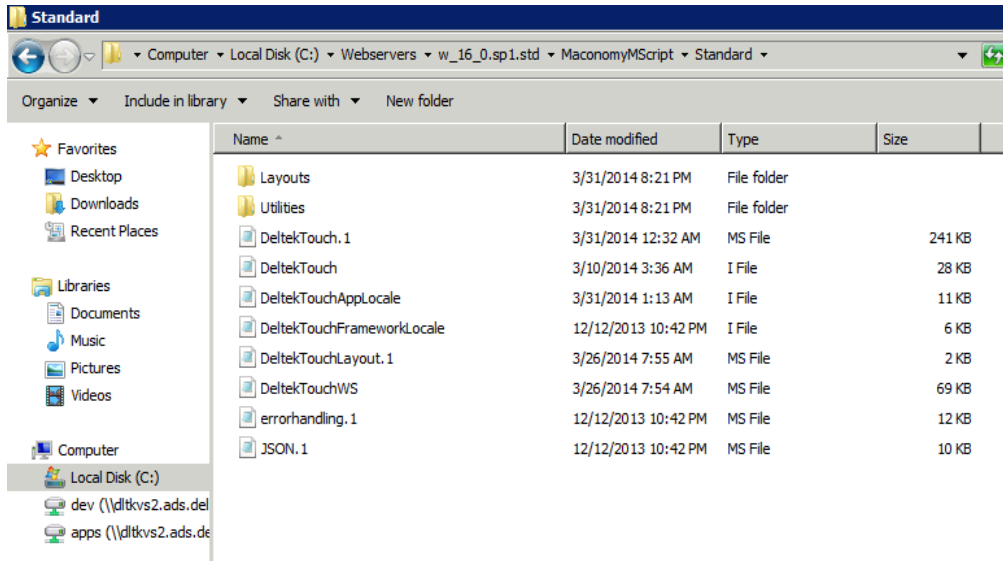 Standard
Computer Local Disk (C:) Webservers w_16_0.sp1.std MaconomyMScript Standard
Organize Include in library Share with New folder
Name Date modified Type Size
Favorites
Desktop
Downloads
Recent Places
Libraries
Documents
Music
Pictures
Videos
Computer
Local Disk (C:)
dev (\\dltkvs2.ads.del
apps (\\dltkvs2.ads.de
Layouts 3/31/2014 8:21 PM File folder
Utilities 3/31/2014 8:21 PM File folder
DeltekTouch.1 3/31/2014 12:32 AM MS File 241 KB
DeltekTouch 3/10/2014 3:36 AM I File 28 KB
DeltekTouchAppLocale 3/31/2014 1:13 AM I File 11 KB
DeltekTouchFrameworkLocale 12/12/2013 10:42 PM I File 6 KB
DeltekTouchLayout.1 3/26/2014 7:55 AM MS File 2 KB
DeltekTouchWS 3/26/2014 7:54 AM MS File 69 KB
errorhandling.1 12/12/2013 10:42 PM MS File 12 KB
JSON.1 12/12/2013 10:42 PM MS File 10 KB